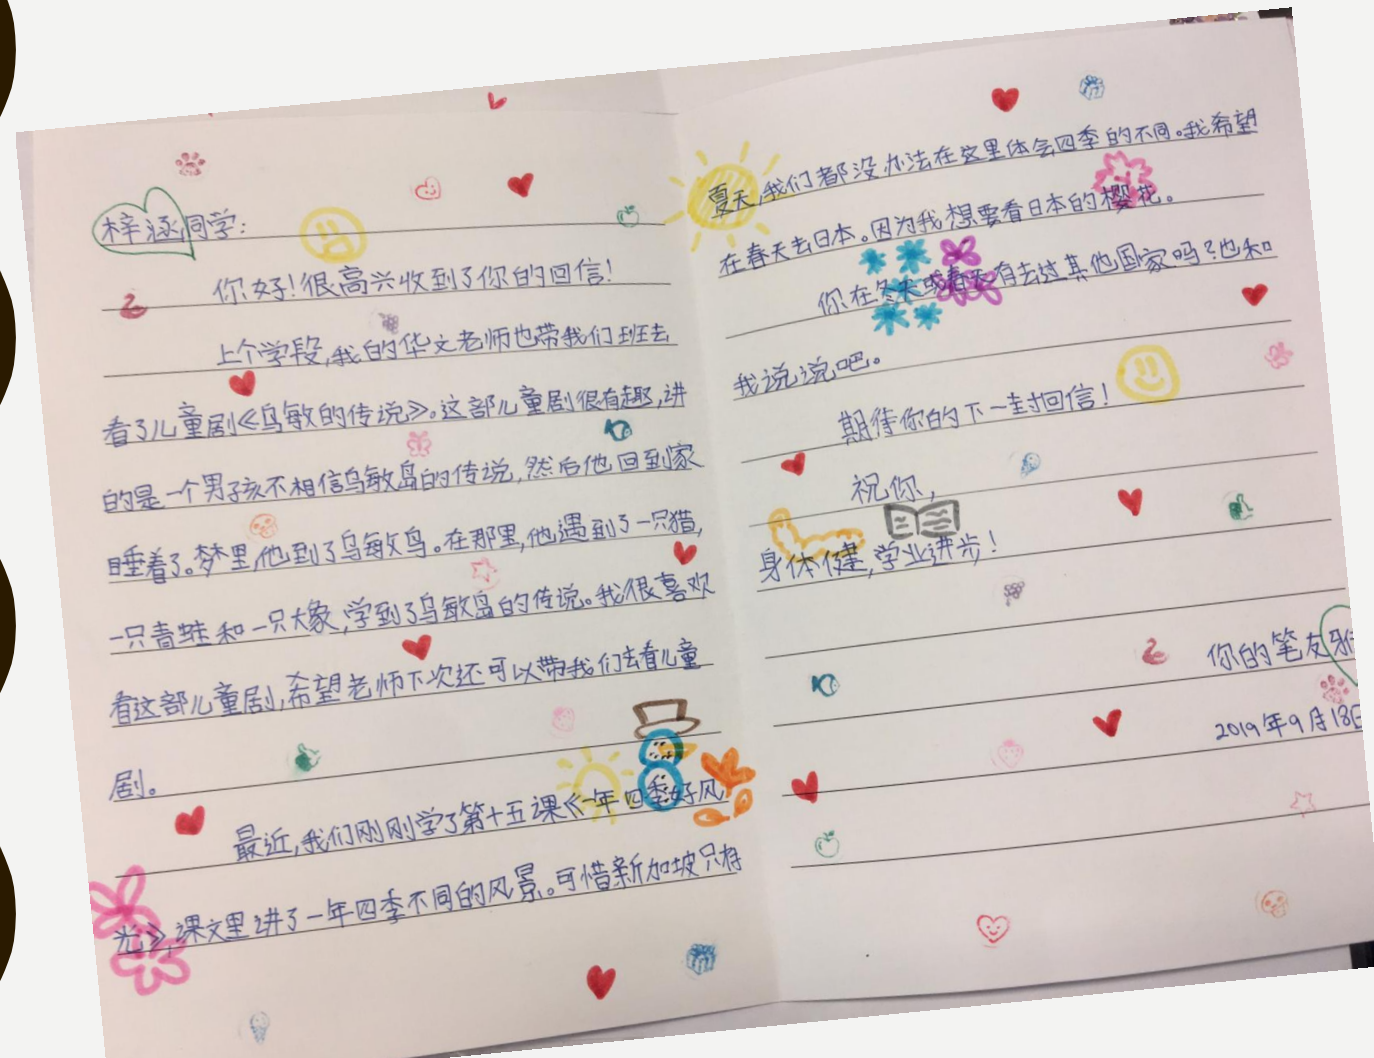 梓涵同学：
你好！很高兴收到了你的回信！
上个学段，我的华文老师也带我们班去
看了儿童剧《乌敏的传说》。这部儿童剧很有趣，讲
的是一个男孩不相信乌敏岛的传说，然后他回到家
睡着了。梦里，他到了乌敏岛。在那里，他遇到了一只猫，
一只青蛙和一只大象，学到了乌敏岛的传说。我很喜欢
看这部儿童剧，希望老师下次还可以带我们去看儿童
剧。
最近，我们刚刚学了第十五课《一年四季好风
光》，课文里讲了一年四季不同的风景。可惜新加坡只有
夏天，我们都没办法在这里体会四季的不同。我希望
在春天去日本。因为我想要看日本的樱花。
你在冬天或春天有去过其他国家吗？也和
我说说吧。
期待你的下一封回信！
祝你，
身体健，学业进步！
你的笔友
2019年9月18日